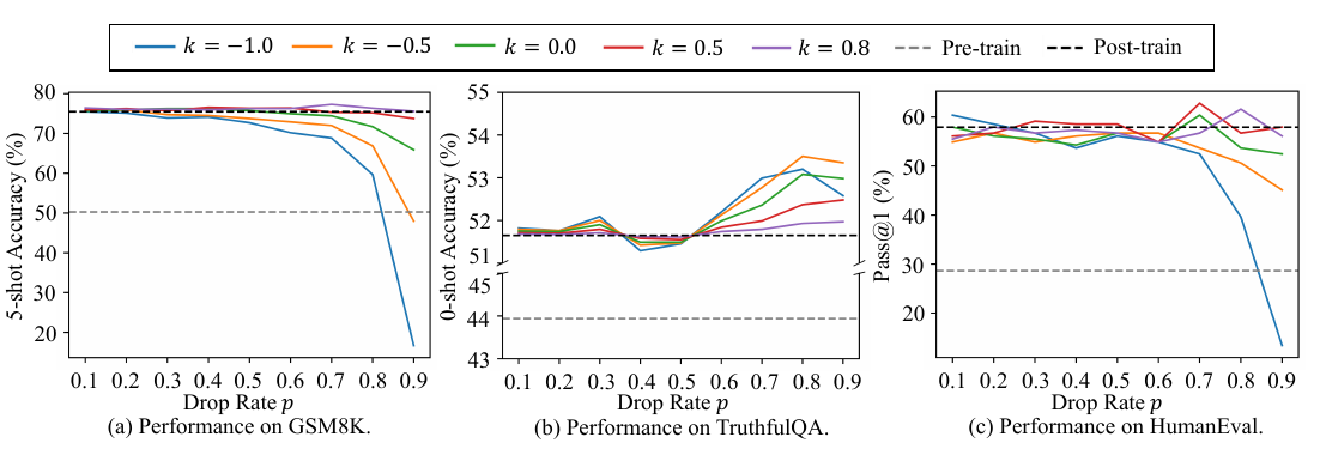 k = −1.0 k = −0.5 k = 0.0 k = 0.5 k = 0.8 Pre-train Post-train
5-shot Accuracy (%)
80
70
60
50
40
30
20
0.1 0.2 0.3 0.4 0.5 0.6 0.7 0.8 0.9
Drop Rate p
(a) Performance on GSM8K.
0-shot Accuracy (%)
55
54
53
52
51
45
44
43
0.1 0.2 0.3 0.4 0.5 0.6 0.7 0.8 0.9
Drop Rate p
(b) Performance on TruthfulQA.
Pass@1 (%)
60
50
40
30
20
0.1 0.2 0.3 0.4 0.5 0.6 0.7 0.8 0.9
Drop Rate p
(c) Performance on HumanEval.